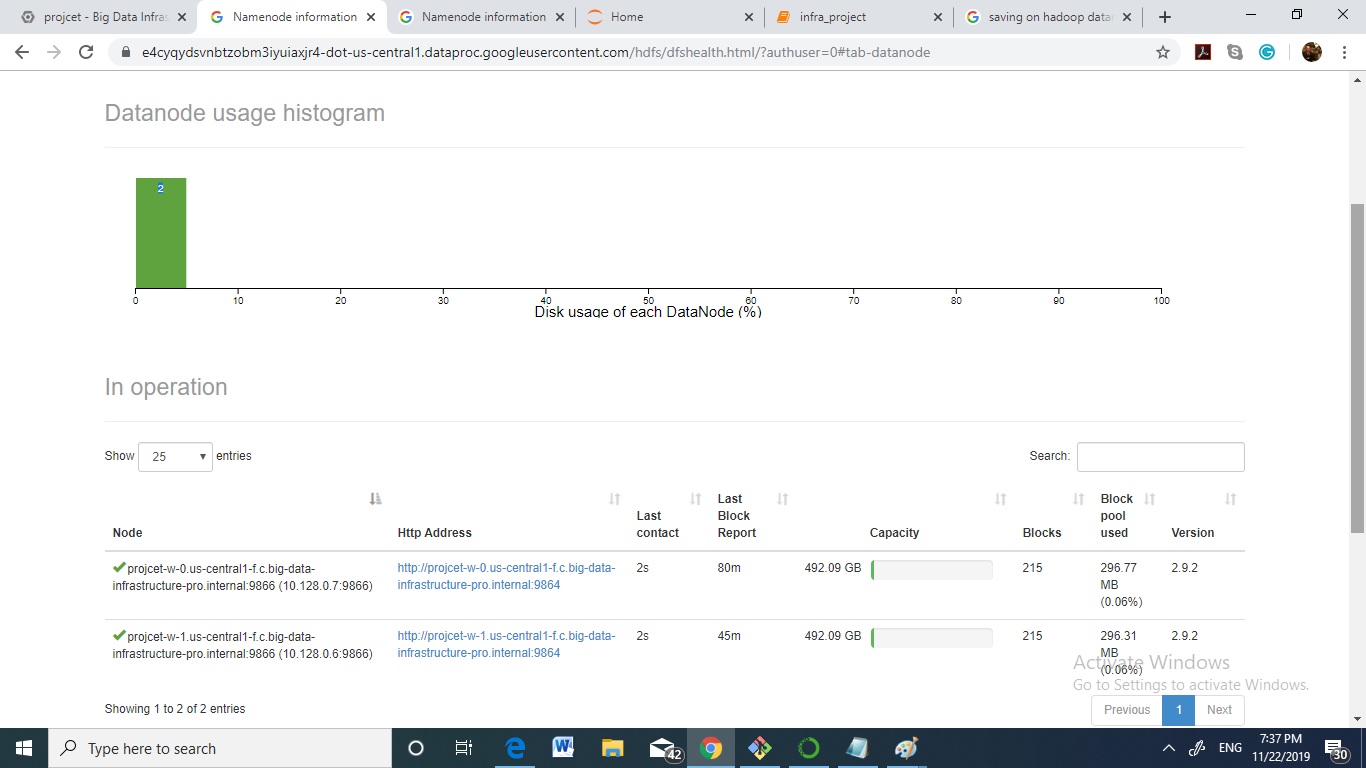 projcet - Big Data Infras
Namenode information
Namenode information
Home
infra_project
saving on hadoop datan
e4cyqydsvnbtzobm3iyuiaxjr4-dot-us-central1.dataproc.googleusercontent.com/hdfs/dfshealth.html/?authuser=0#tab-datanode
Datanode usage histogram
2
0 10 20 30 40 50 60 70 80 90 100
Disk usage of each DataNode (%)
In operation
Show 25 entries
Search:
Node Http Address Last contact Last Block Report Capacity Blocks Block pool used Version
projcet-w-0.us-central1-f.c.big-data-infrastructure-pro.internal:9866 (10.128.0.7:9866) http://projcet-w-0.us-central1-f.c.big-data-infrastructure-pro.internal:9864 2s 80m 492.09 GB 215 296.77 MB (0.06%) 2.9.2
projcet-w-1.us-central1-f.c.big-data-infrastructure-pro.internal:9866 (10.128.0.6:9866) http://projcet-w-1.us-central1-f.c.big-data-infrastructure-pro.internal:9864 2s 45m 492.09 GB 215 296.31 MB (0.06%) 2.9.2
Activate Windows
Go to Settings to activate Windows.
Showing 1 to 2 of 2 entries
Previous 1 Next
Type here to search
42
ENG
7:37 PM
11/22/2019
30